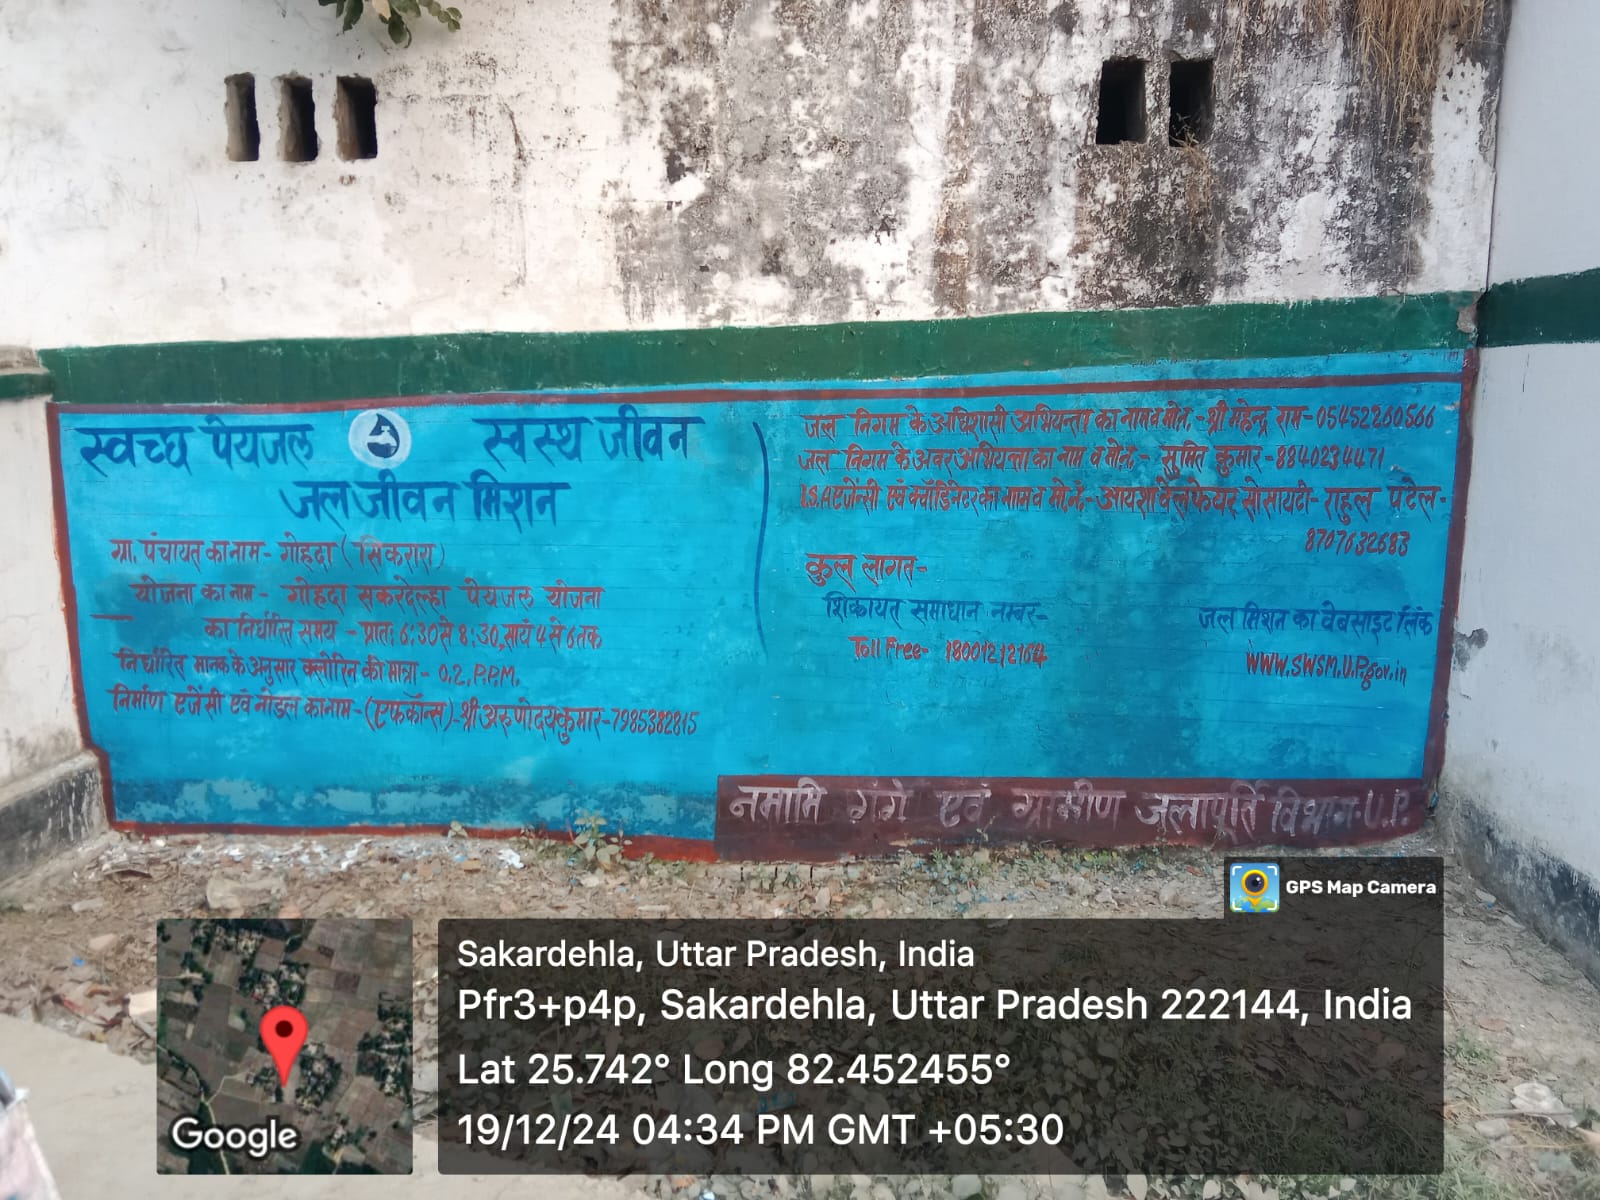 स्वच्छ पेयजल स्वस्थ जीवन
जल जीवन मिशन
ग्रा. पंचायत का नाम - गोहदा (सिकरारा)
योजना का नाम - गोहदा सकरदेल्हा पेयजल योजना
का निर्धारित समय - प्रातः 6:30 से 8:30, सायं 4 से 6 तक
निर्धारित मानक के अनुसार क्लोरिन की मात्रा - 0.2, P.P.M.
निर्माण एजेंसी एवं नोडल का नाम - (एफकॉन्स) - श्री अरुणोदय कुमार - 7985382815
जल निगम के अधिशासी अभियन्ता का नाम व मो.नं. - श्री महेन्द्र राम - 05452260566
जल निगम के अवर अभियन्ता का नाम व मो.नं. - सुमित कुमार - 8840234471
I.S.A एजेन्सी एवं क्वॉर्डिनेटर का नाम व मो.नं. - आयशा वेलफेयर सोसायटी - राहुल पटेल -
8707632683
कुल लागत -
शिकायत समाधान नम्बर -
Toll Free - 18001212164
जल मिशन का वेबसाइट लिंक
WWW.SWSM.U.P.gov.in
नमामि गंगे एवं ग्रामीण जलापूर्ति विभाग. U.P.
GPS Map Camera
Sakardehla, Uttar Pradesh, India
Pfr3+p4p, Sakardehla, Uttar Pradesh 222144, India
Lat 25.742° Long 82.452455°
19/12/24 04:34 PM GMT +05:30
Google